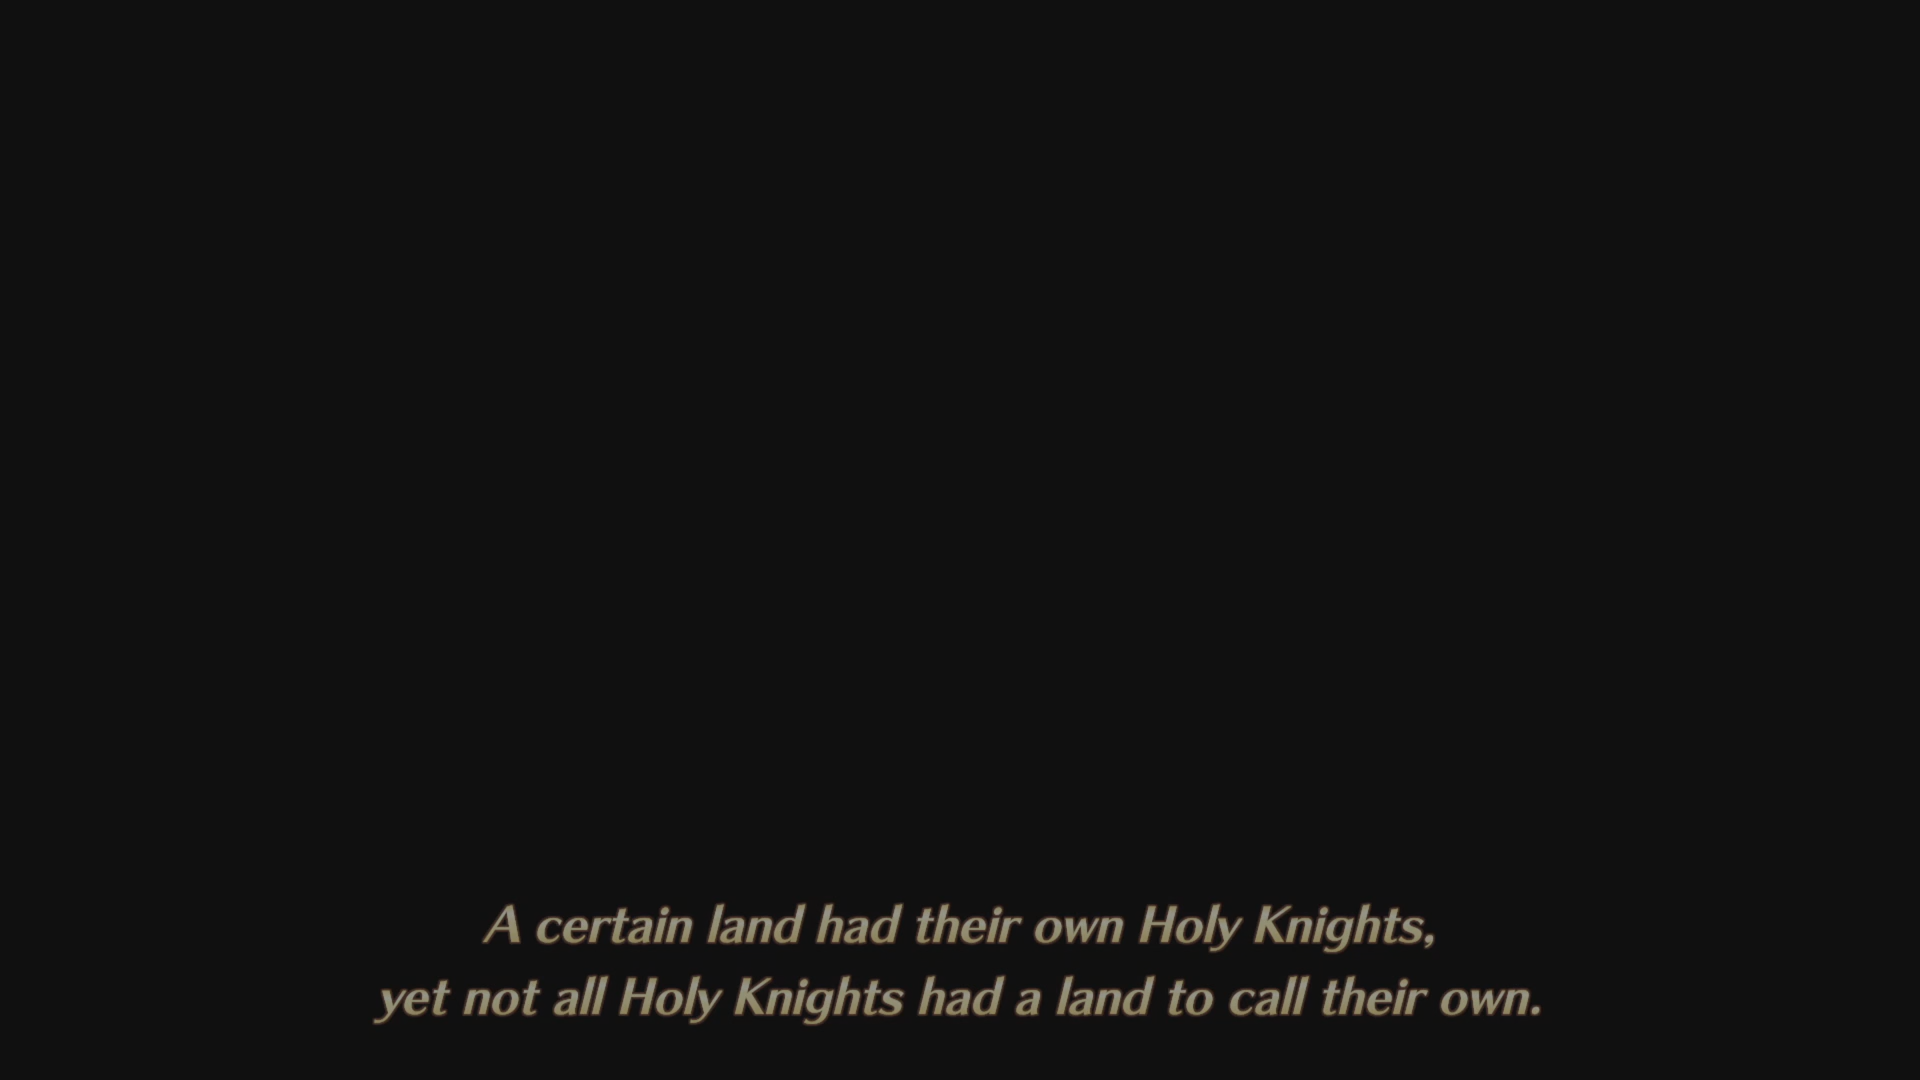 A certain land had their own Holy Knights,
yet not all Holy Knights had a land to call their own.